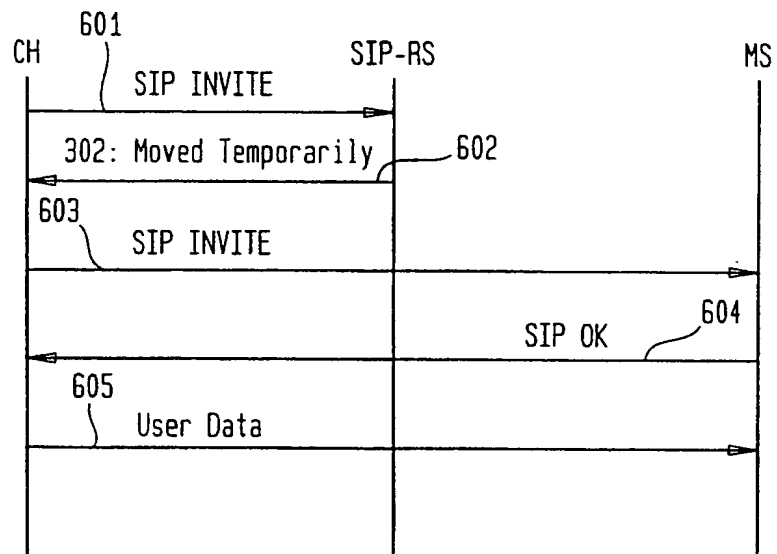 601
CH SIP-RS MS
SIP INVITE
302: Moved Temporarily 602
603
SIP INVITE
604
SIP OK
605
User Data